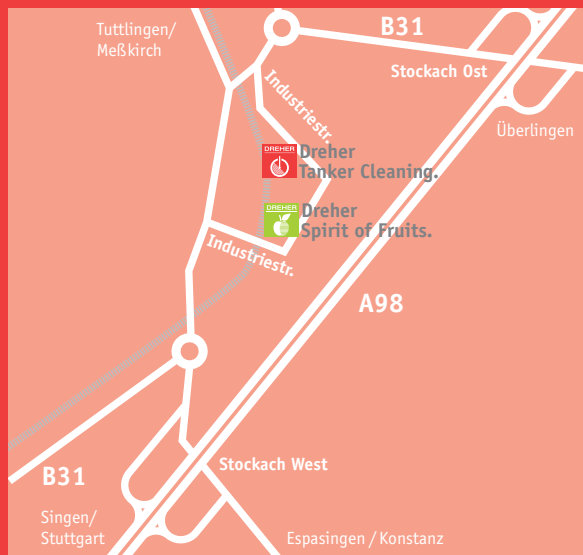 Tuttlingen/
Meßkirch
B31
Stockach Ost
Überlingen
Industriestr.
DREHER
Dreher
Tanker Cleaning.
DREHER
Dreher
Spirit of Fruits.
Industriestr.
A98
Stockach West
B31
Singen/
Stuttgart
Espasingen / Konstanz